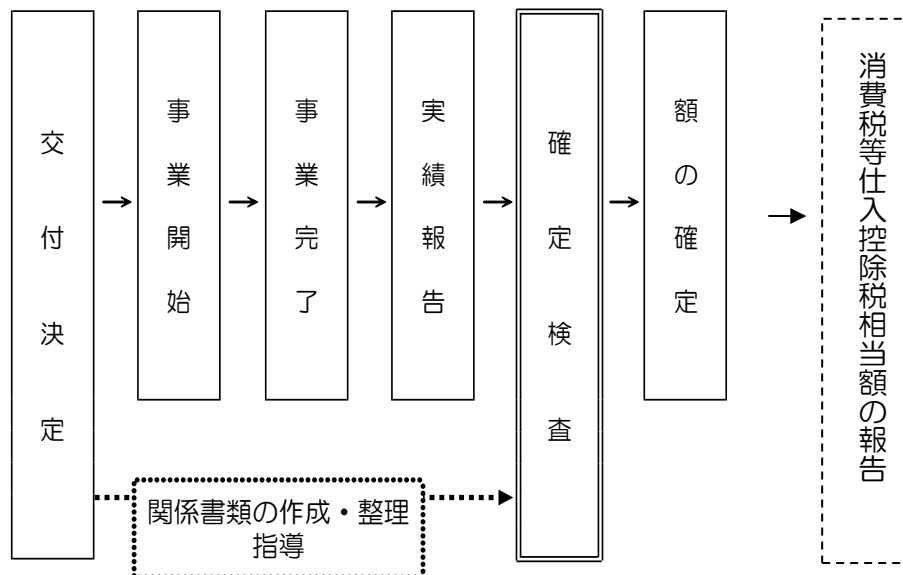 交付決定
事業開始
事業完了
実績報告
確定検査
額の確定
消費税等仕入控除税相当額の報告
関係書類の作成・整理
指導